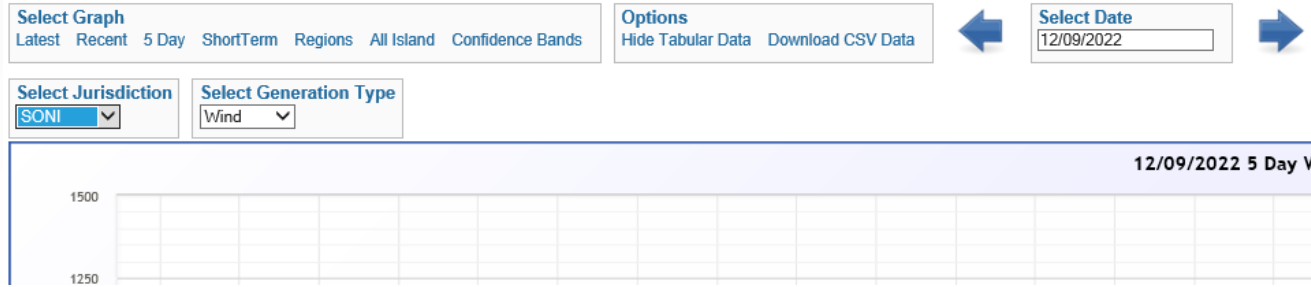 Select Graph
Latest Recent 5 Day ShortTerm Regions All Island Confidence Bands
Options
Hide Tabular Data Download CSV Data
Select Date
12/09/2022
Select Jurisdiction
SONI
Select Generation Type
Wind
12/09/2022 5 Day
1500
1250